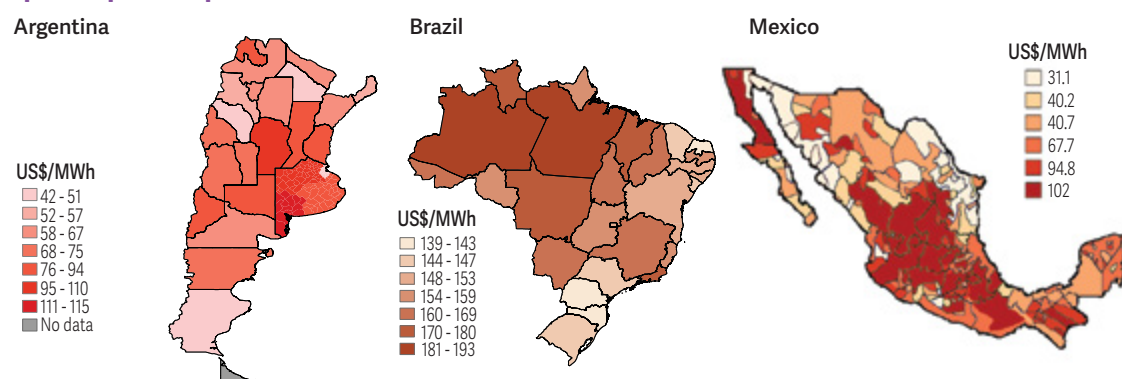 Argentina
US$/MWh
42 - 51
52 - 57
58 - 67
68 - 75
76 - 94
95 - 110
111 - 115
No data
Brazil
US$/MWh
139 - 143
144 - 147
148 - 153
154 - 159
160 - 169
170 - 180
181 - 193
Mexico
US$/MWh
31.1
40.2
40.7
67.7
94.8
102